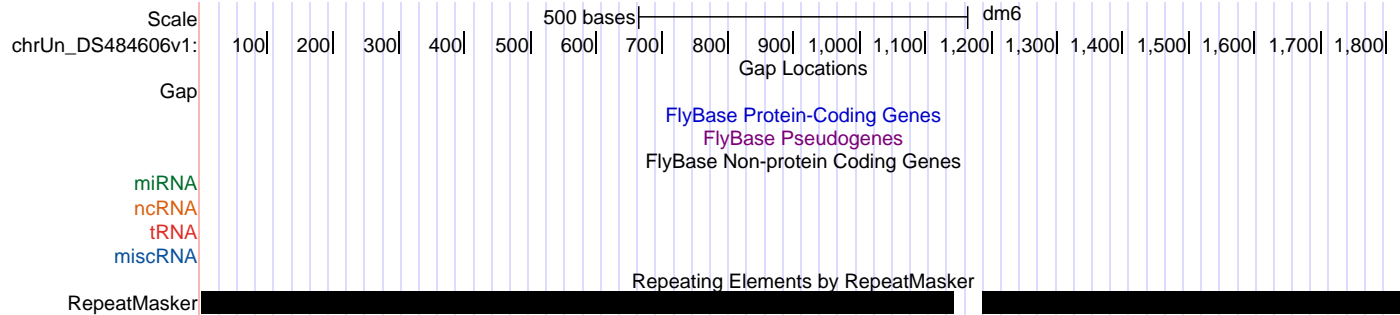 Scale 500 bases dm6
chrUn_DS484606v1: 100 200 300 400 500 600 700 800 900 1,000 1,100 1,200 1,300 1,400 1,500 1,600 1,700 1,800
Gap Locations
Gap
FlyBase Protein-Coding Genes
FlyBase Pseudogenes
FlyBase Non-protein Coding Genes
miRNA
ncRNA
tRNA
miscRNA
Repeating Elements by RepeatMasker
RepeatMasker